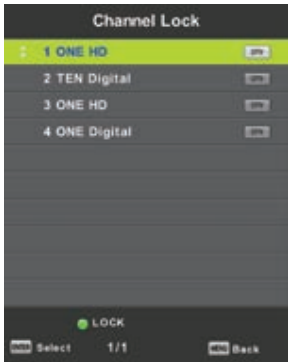 Channel Lock
1 ONE HD
2 TEN Digital
3 ONE HD
4 ONE Digital
LOCK
Select 1/1 MENU Back